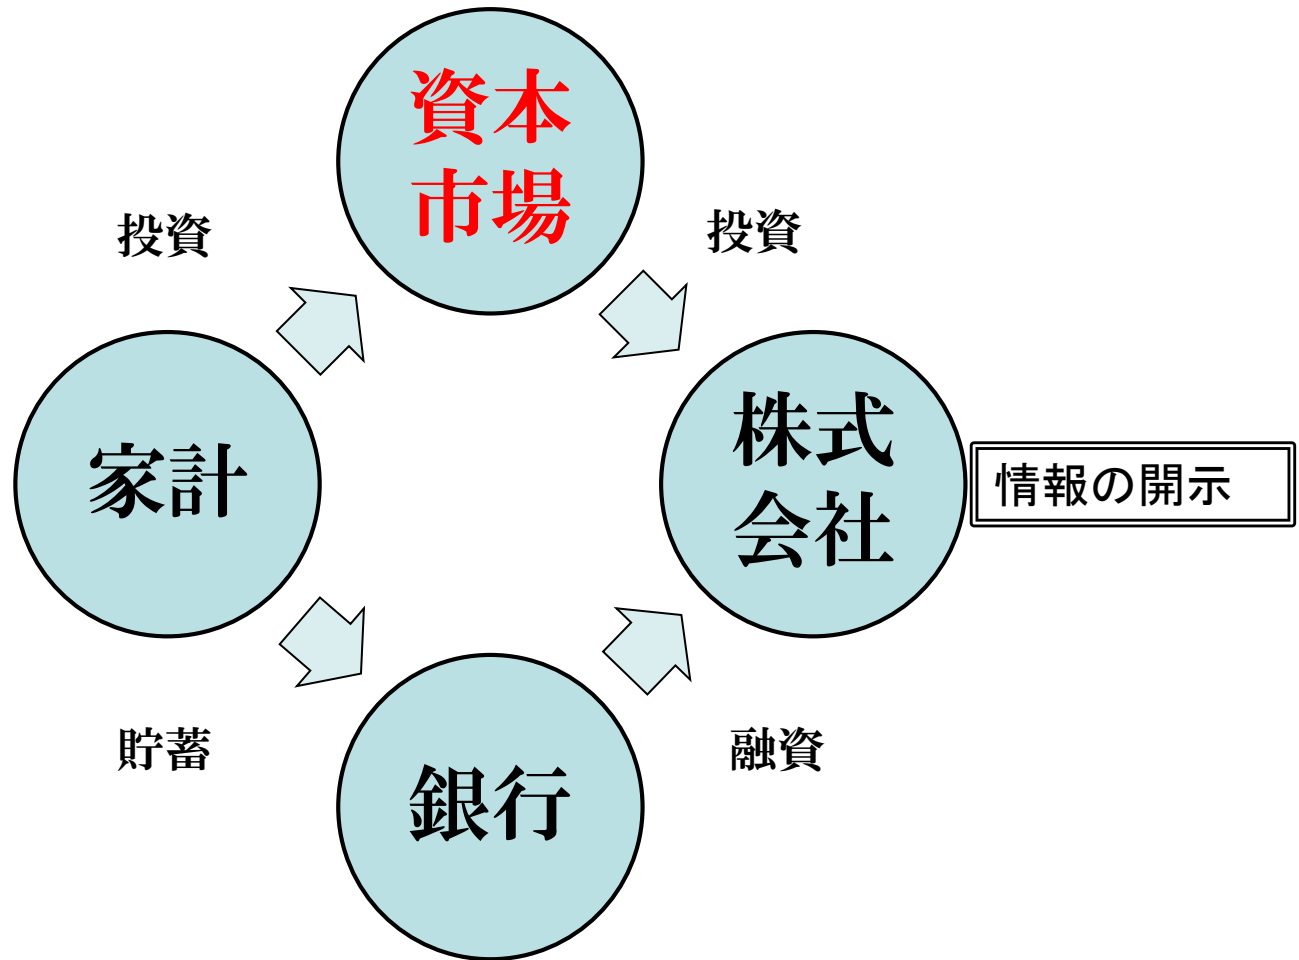 資本
市場
投資
投資
家計
株式
会社
情報の開示
貯蓄
融資
銀行